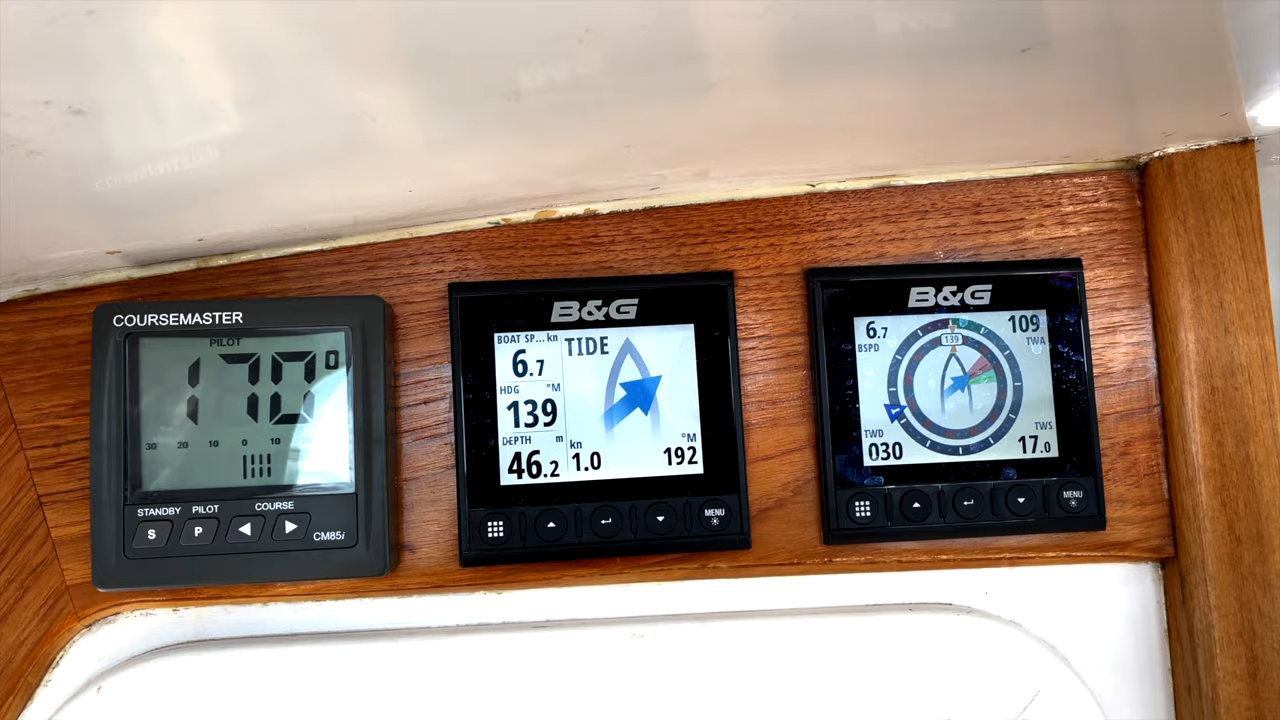 COURSEMASTER
PILOT
170°
30 20 10 0 10
STANDBY PILOT COURSE
S P
CM85i
B&G
BOAT SP... kn
6.7
HDG °M
139
DEPTH m
46.2
TIDE
kn
1.0
°M
192
MENU
B&G
6.7
BSPD
139
109
TWA
TWD
030
TWS
17.0
MENU